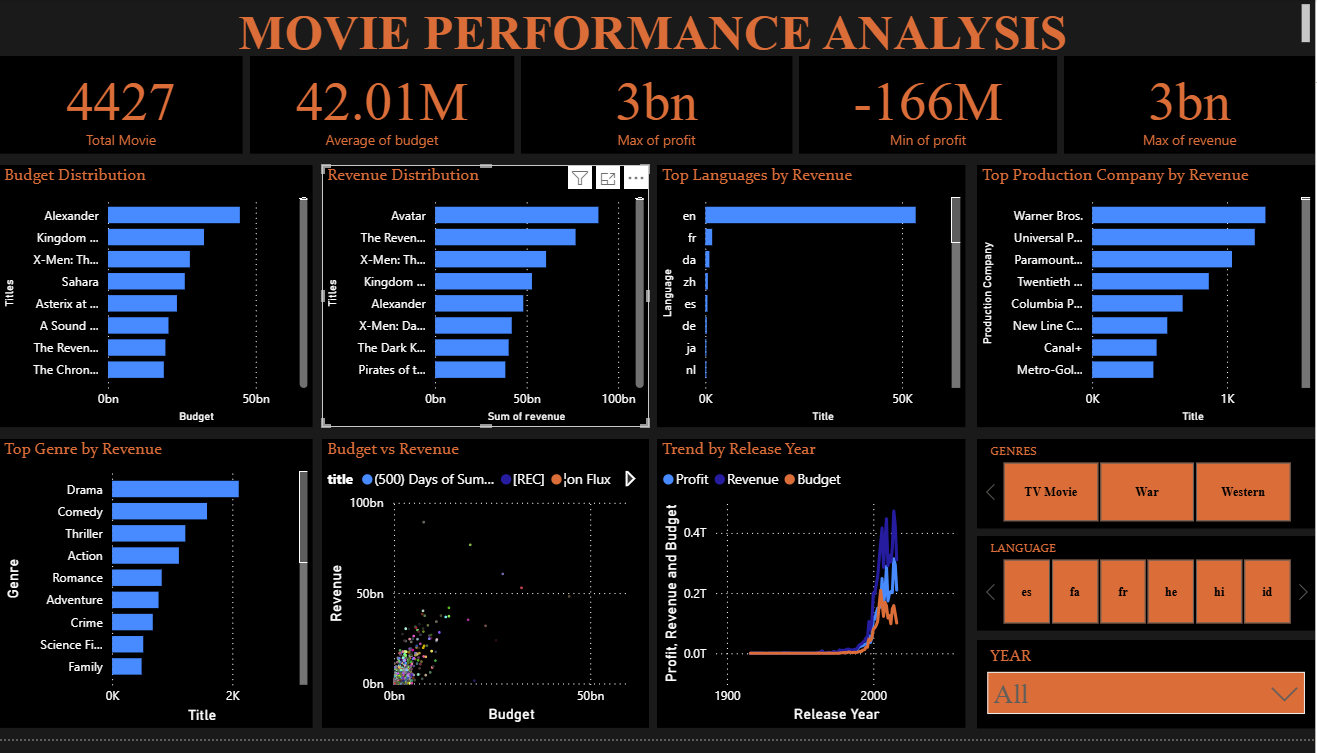 MOVIE PERFORMANCE ANALYSIS
4427
Total Movie
42.01M
Average of budget
3bn
Max of profit
-166M
Min of profit
3bn
Max of revenue
Budget Distribution
Titles
Alexander
Kingdom ...
X-Men: Th...
Sahara
Asterix at ...
A Sound ...
The Reven...
The Chron...
0bn 50bn
Budget
Revenue Distribution
Titles
Avatar
The Reven...
X-Men: Th...
Kingdom ...
Alexander
X-Men: Da...
The Dark K...
Pirates of t...
0bn 50bn 100bn
Sum of revenue
Top Languages by Revenue
Language
en
fr
da
zh
es
de
ja
nl
0K 50K
Title
Top Production Company by Revenue
Production Company
Warner Bros.
Universal P...
Paramount...
Twentieth ...
Columbia P...
New Line C...
Canal+
Metro-Gol...
0K 1K
Title
Top Genre by Revenue
Genre
Drama
Comedy
Thriller
Action
Romance
Adventure
Crime
Science Fi...
Family
0K 2K
Title
Budget vs Revenue
title (500) Days of Sum... [REC] ¦on Flux
Revenue
100bn
50bn
0bn
0bn 50bn
Budget
Trend by Release Year
Profit Revenue Budget
Profit, Revenue and Budget
0.4T
0.2T
0.0T
1900 2000
Release Year
GENRES
TV Movie War Western
LANGUAGE
es fa fr he hi id
YEAR
All